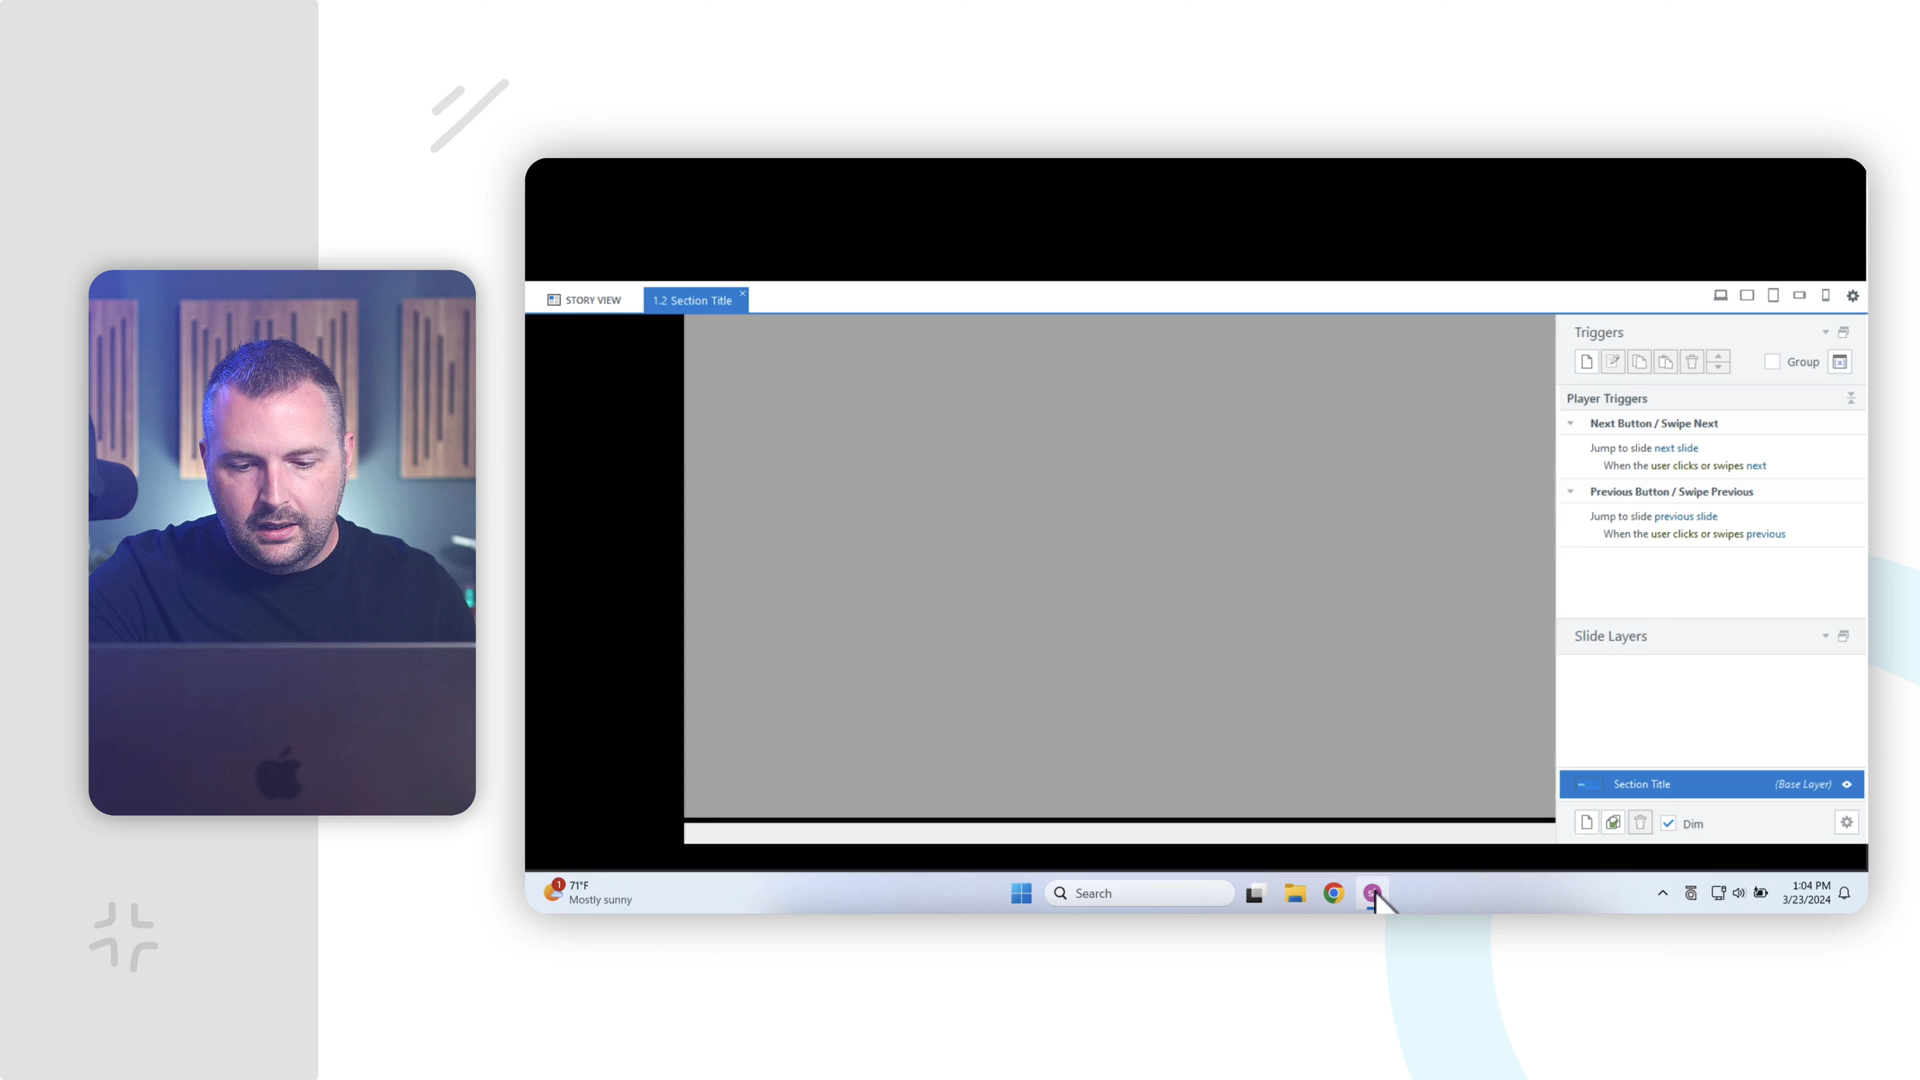 STORY VIEW
1.2 Section Title
Triggers
Group
Player Triggers
Next Button / Swipe Next
Jump to slide next slide
When the user clicks or swipes next
Previous Button / Swipe Previous
Jump to slide previous slide
When the user clicks or swipes previous
Slide Layers
Section Title (Base Layer)
Dim
1
71°F
Mostly sunny
Search
1:04 PM
3/23/2024